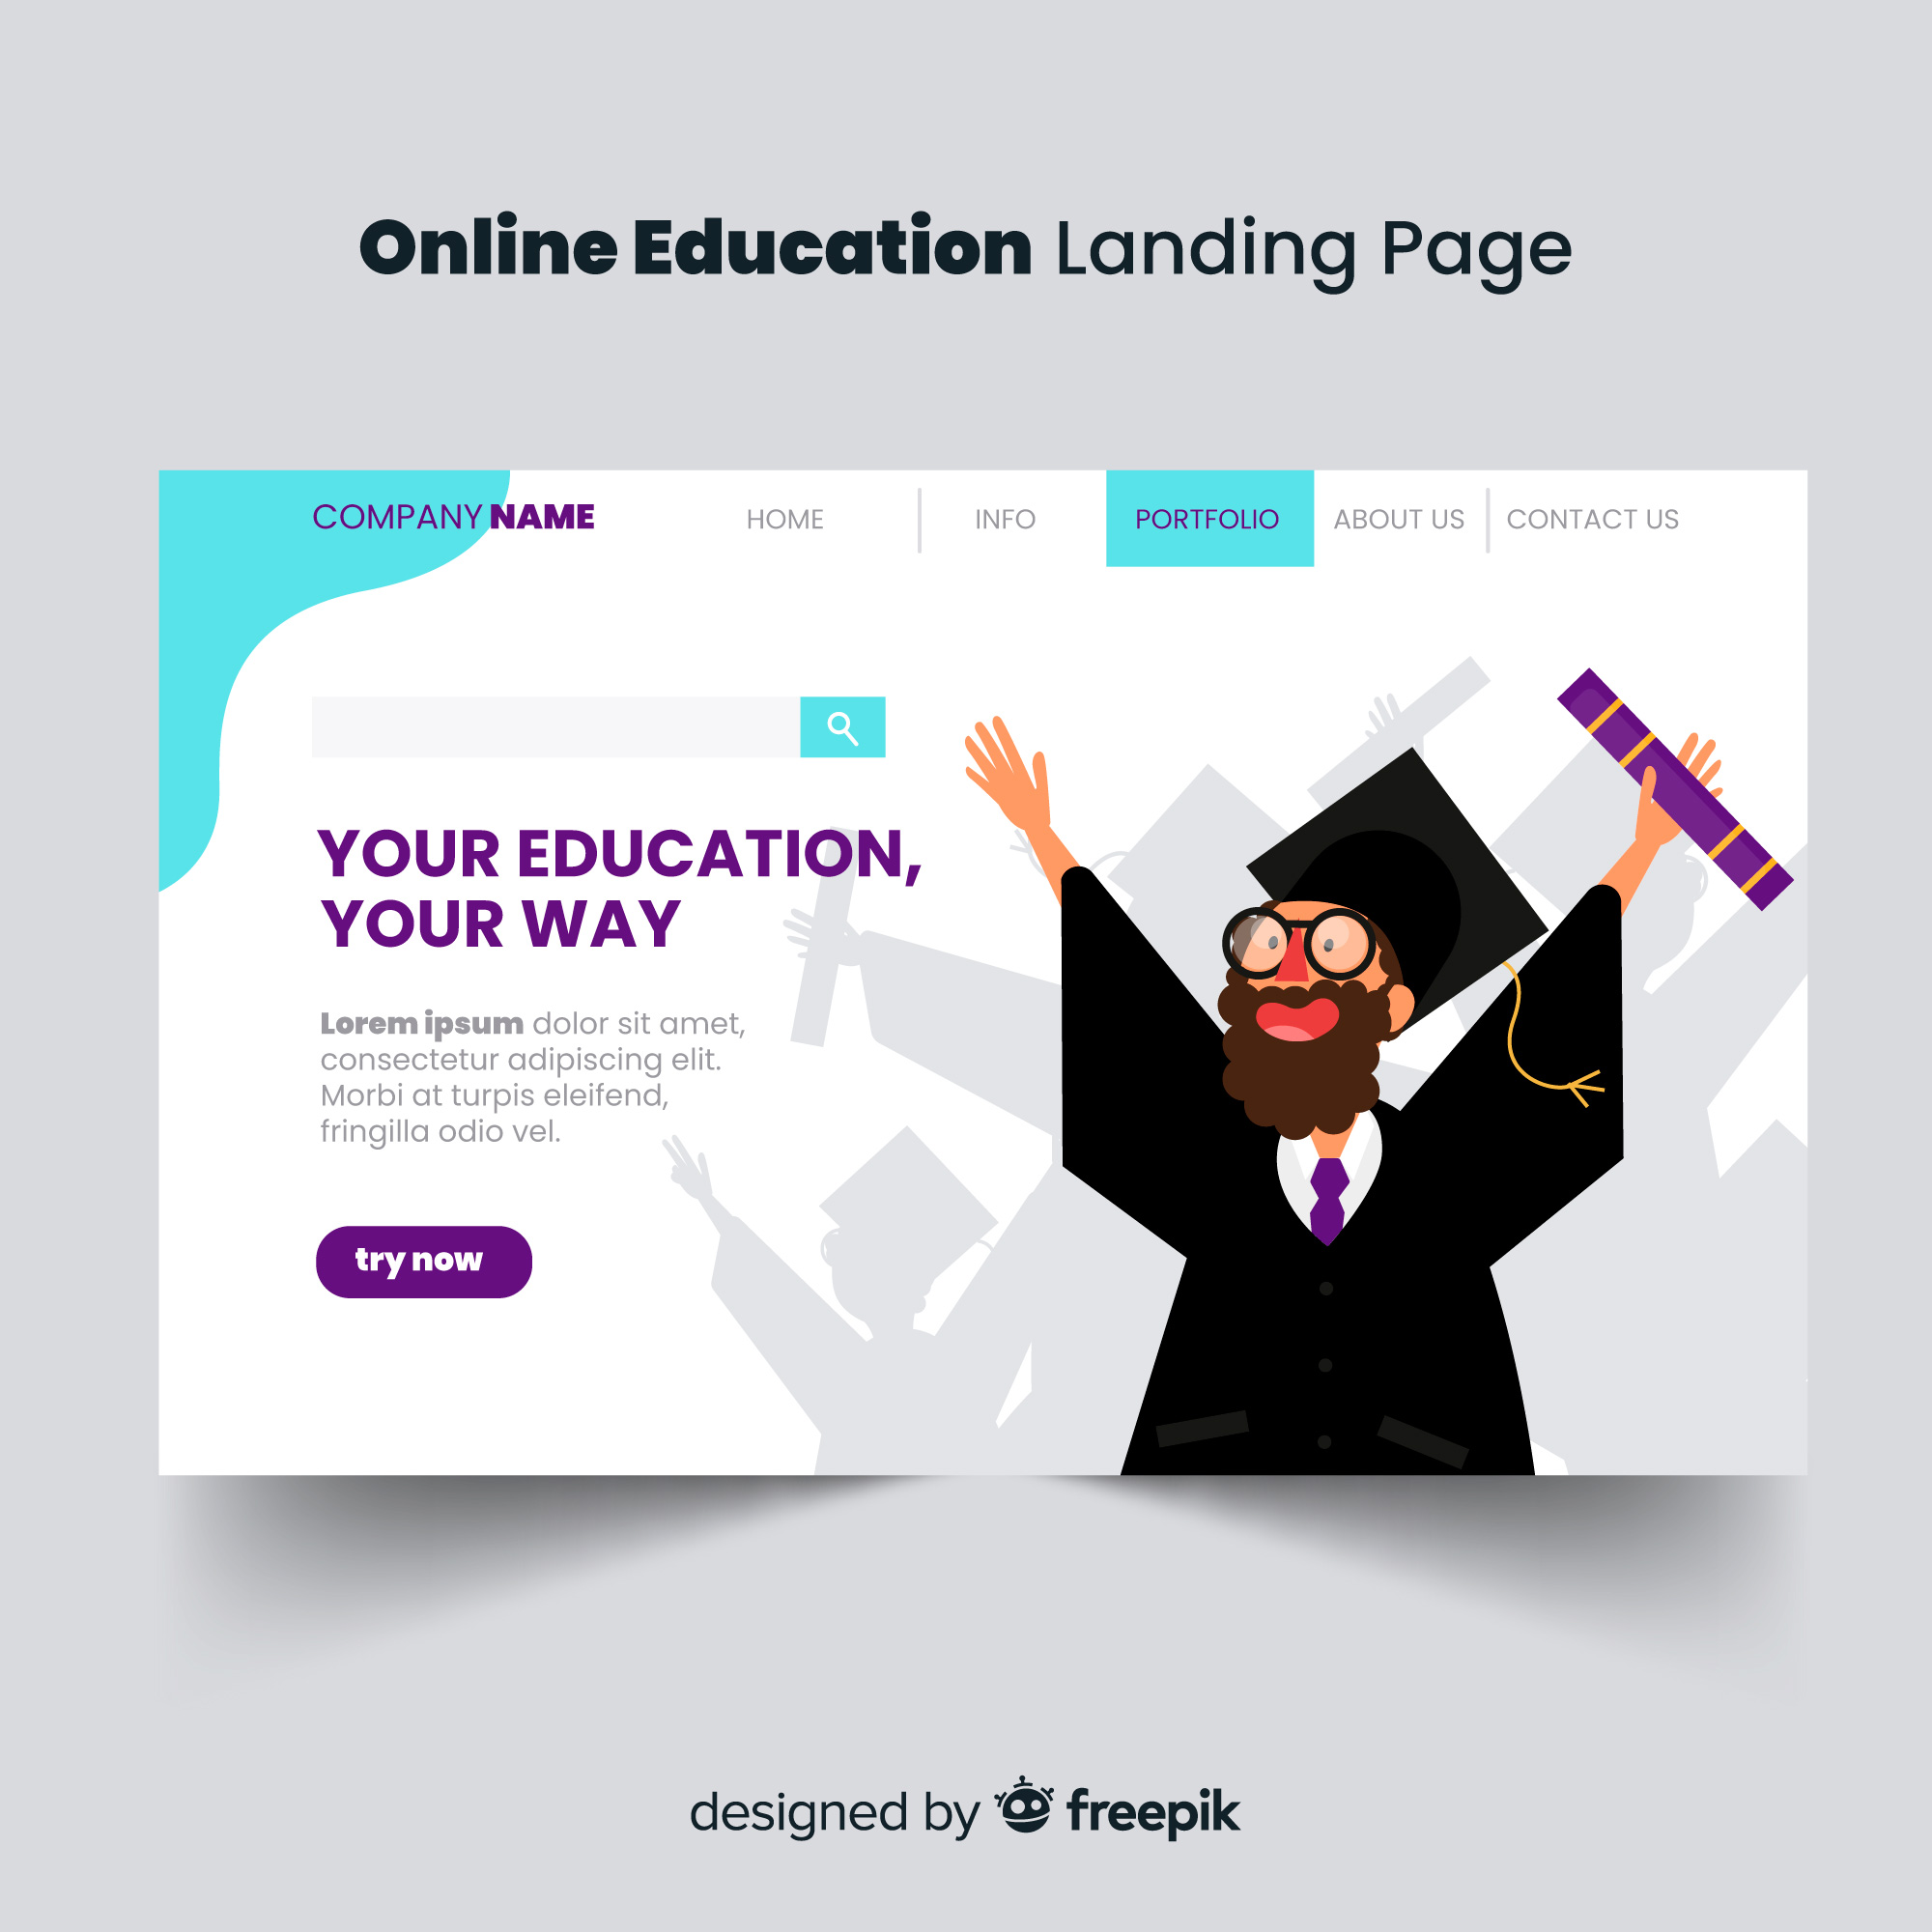 Online Education Landing Page
COMPANY NAME HOME INFO PORTFOLIO ABOUT US CONTACT US
YOUR EDUCATION,
YOUR WAY
Lorem ipsum dolor sit amet,
consectetur adipiscing elit.
Morbi at turpis eleifend,
fringilla odio vel.
try now
designed by freepik